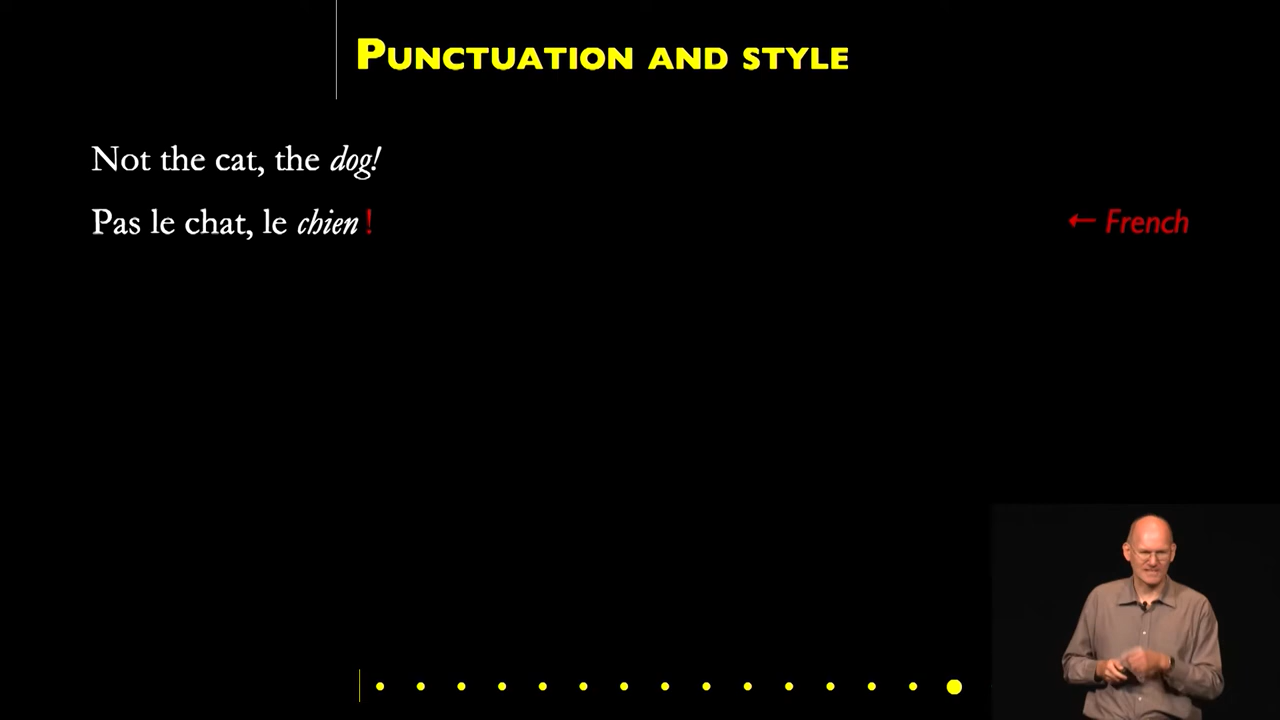 PUNCTUATION AND STYLE
Not the cat, the dog!
Pas le chat, le chien !
← French